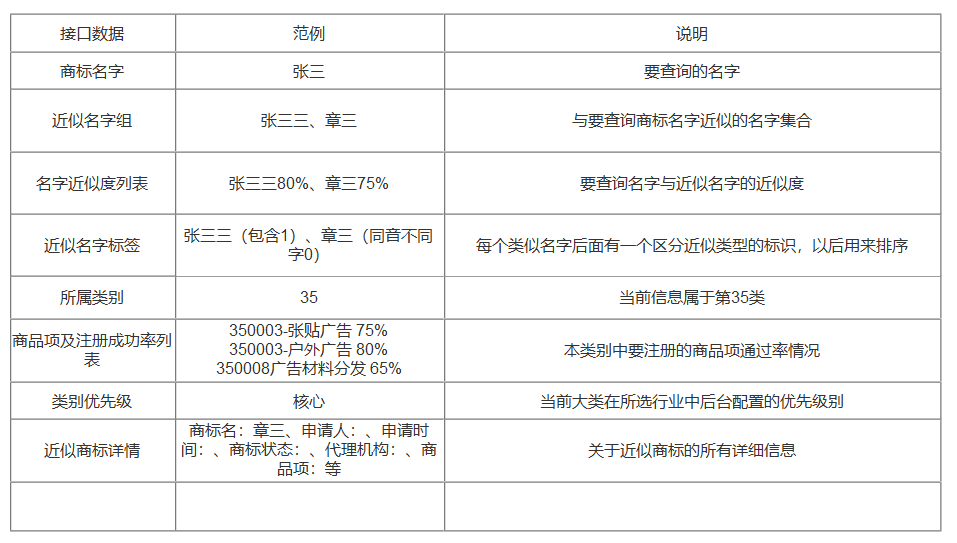 接口数据 范例 说明
商标名字 张三 要查询的名字
近似名字组 张三三、章三 与要查询商标名字近似的名字集合
名字近似度列表 张三三80%、章三75% 要查询名字与近似名字的近似度
近似名字标签 张三三（包含1）、章三（同音不同
字0） 每个类似名字后面有一个区分近似类型的标识，以后用来排序
所属类别 35 当前信息属于第35类
商品项及注册成功率列
表
350003-张贴广告 75%
350003-户外广告 80%
350008广告材料分发 65%
本类别中要注册的商品项通过率情况
类别优先级 核心 当前大类在所选行业中后台配置的优先级别
近似商标详情
商标名：章三、申请人：、申请时
间：、商标状态：、代理机构：、商
品项：等
关于近似商标的所有详细信息